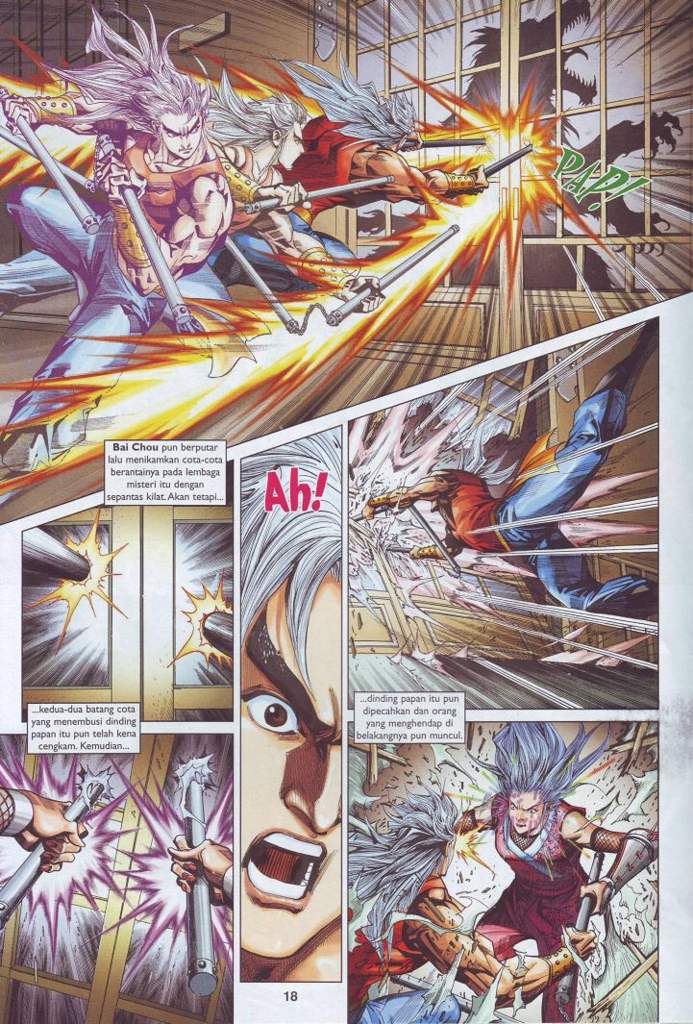 PAP!
Bai Chou pun berputar
lalu menikamkan cota-cota
berantainya pada lembaga
misteri itu dengan
sepantas kilat. Akan tetapi...
Ah!
...kedua-dua batang cota
yang menembusi dinding
papan itu pun telah kena
cengkam. Kemudian...
...dinding papan itu pun
dipecahkan dan orang
yang menghendap di
belakangnya pun muncul.
18